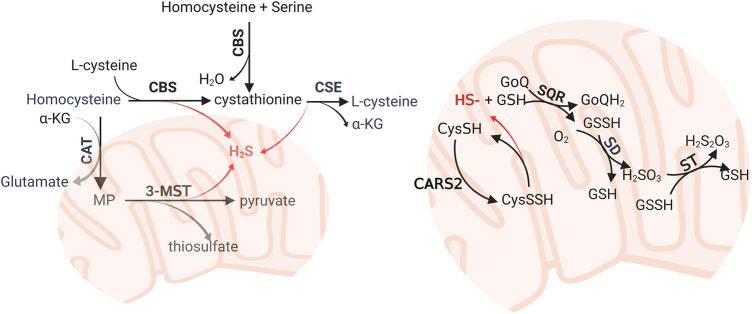 Homocysteine + Serine
CBS
H₂O
L-cysteine
CBS
CSE
Homocysteine
cystathionine
L-cysteine
α-KG
α-KG
CAT
H₂S
Glutamate
MP
3-MST
pyruvate
thiosulfate
GoQ
SQR
HS- + GSH
GoQH₂
CysSH
O₂
GSSH
SD
H₂S₂O₃
ST
CARS2
H₂SO₃
GSH
CysSSH
GSH
GSSH